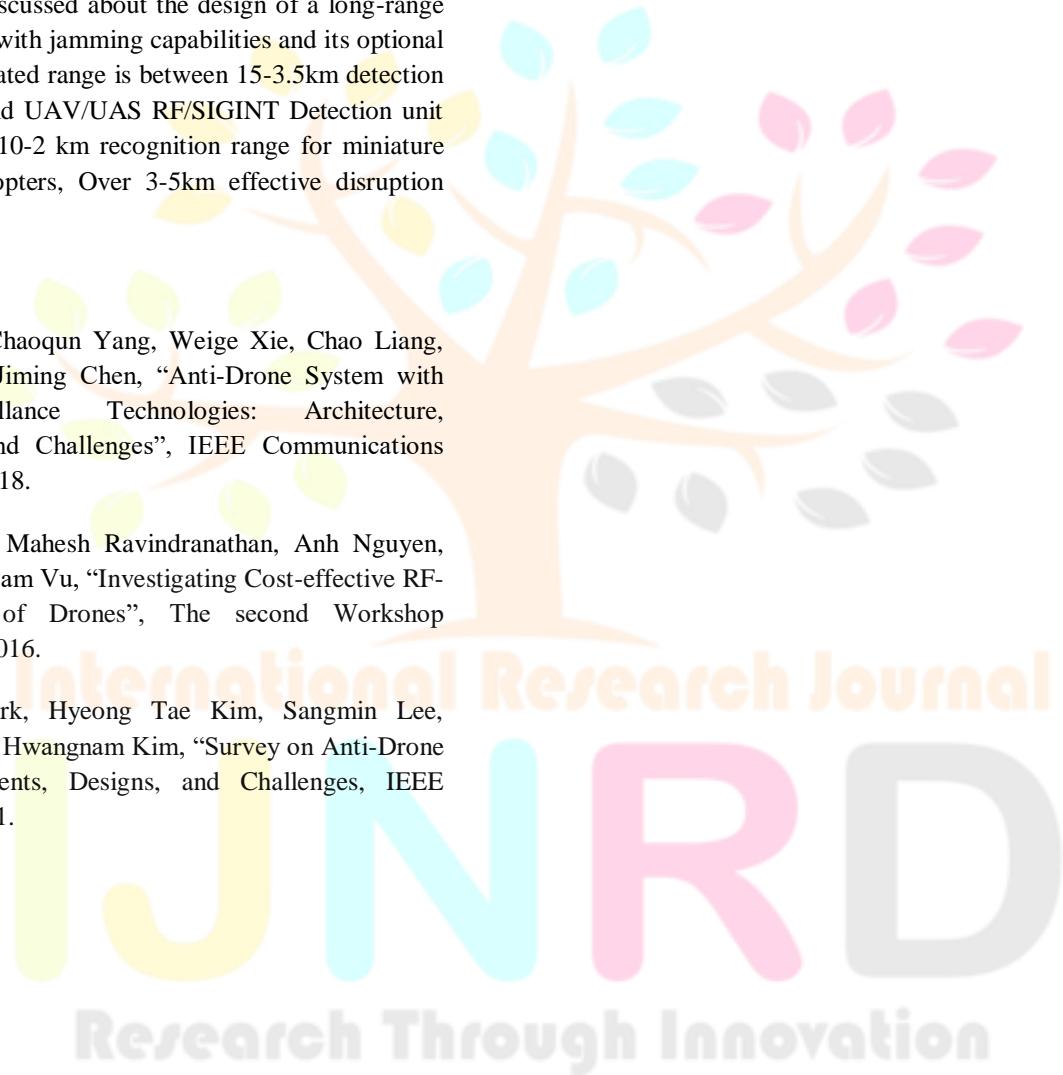 scussed about the design of a long-range
with jamming capabilities and its optional
ated range is between 15-3.5km detection
d UAV/UAS RF/SIGINT Detection unit
10-2 km recognition range for miniature
opters, Over 3-5km effective disruption
Chaoqun Yang, Weige Xie, Chao Liang,
Jiming Chen, “Anti-Drone System with
llance Technologies: Architecture,
nd Challenges”, IEEE Communications
18.
Mahesh Ravindranathan, Anh Nguyen,
am Vu, “Investigating Cost-effective RF-
of Drones”, The second Workshop
016.
rk, Hyeong Tae Kim, Sangmin Lee,
Hwangnam Kim, “Survey on Anti-Drone
ents, Designs, and Challenges, IEEE
1.
International Research Journal
IJNRD
Research Through Innovation